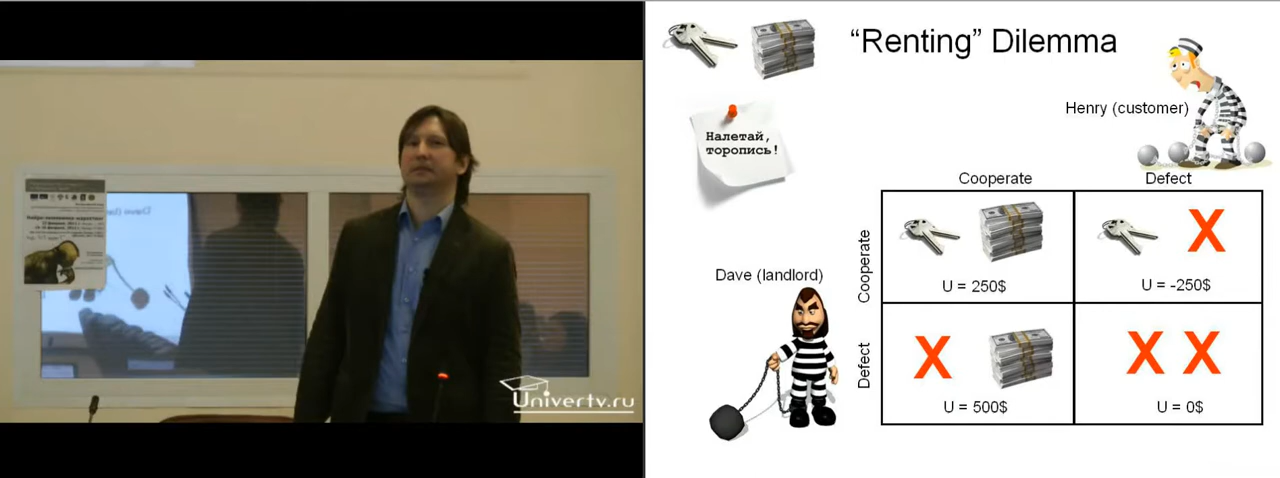 Univertv.ru
"Renting" Dilemma
Henry (customer)
Налетай,
торопись!
Cooperate
Defect
Dave (landlord)
Cooperate
U = 250$
U = -250$
Defect
U = 500$
U = 0$